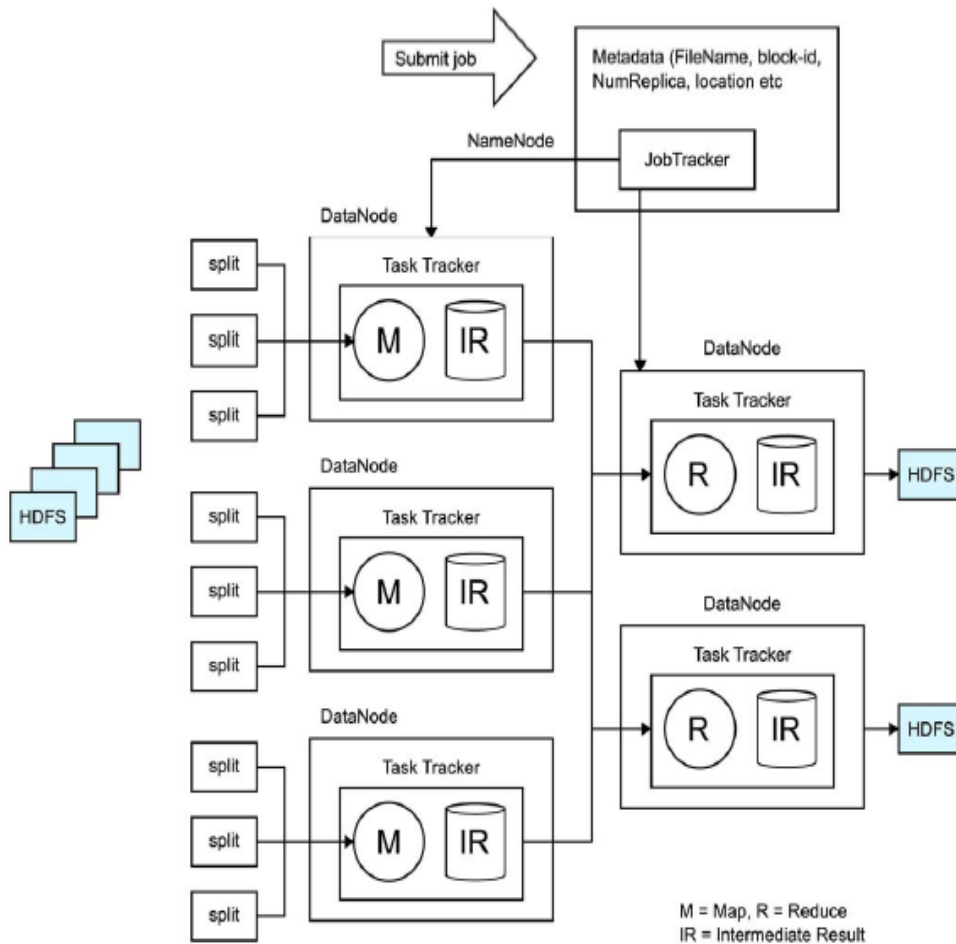 Submit job
Metadata (FileName, block-id,
NumReplica, location etc
NameNode
JobTracker
DataNode
split
split
split
Task Tracker
M
IR
DataNode
Task Tracker
R
IR
HDFS
HDFS
DataNode
split
split
split
Task Tracker
M
IR
DataNode
Task Tracker
R
IR
HDFS
DataNode
split
split
split
Task Tracker
M
IR
M = Map, R = Reduce
IR = Intermediate Result